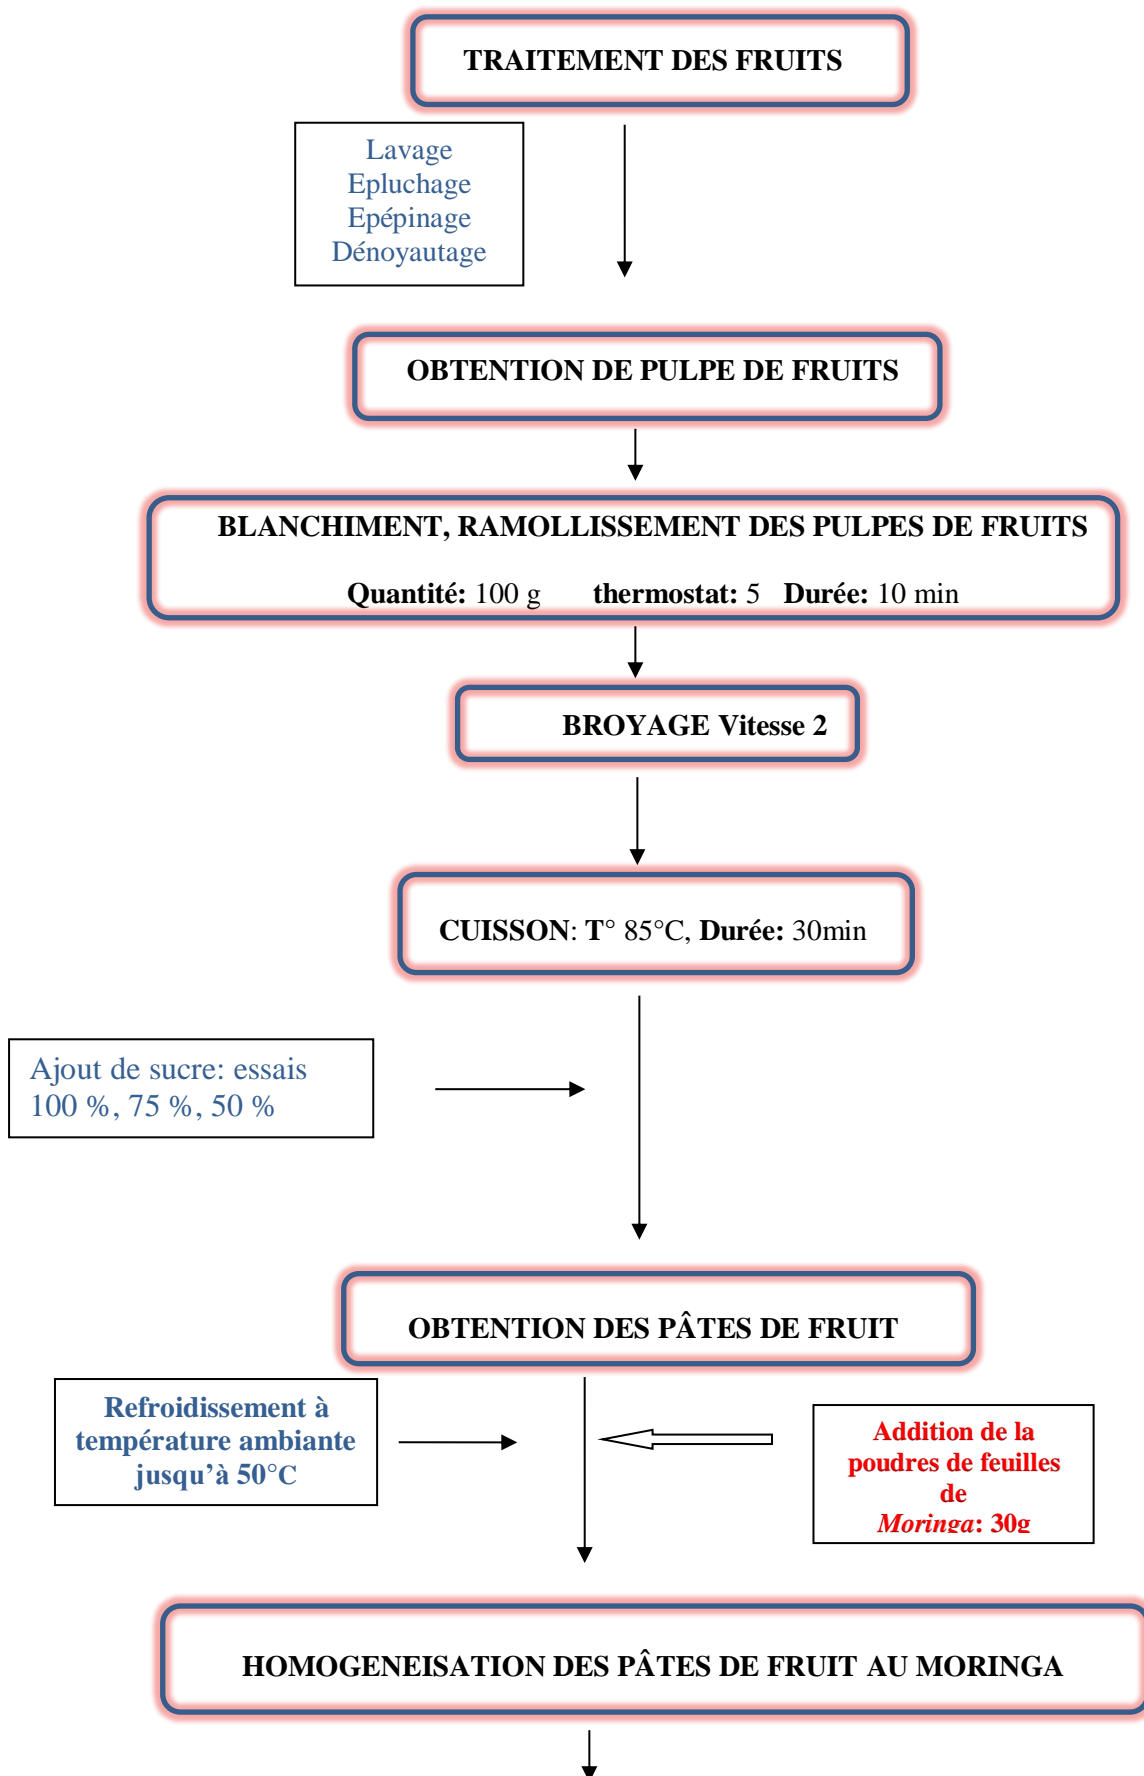 TRAITEMENT DES FRUITS
Lavage
Epluchage
Epépinage
Dénoyautage
OBTENTION DE PULPE DE FRUITS
BLANCHIMENT, RAMOLLISSEMENT DES PULPES DE FRUITS
Quantité: 100 g thermostat: 5 Durée: 10 min
BROYAGE Vitesse 2
CUISSON: T° 85°C, Durée: 30min
Ajout de sucre: essais
100 %, 75 %, 50 %
OBTENTION DES PÂTES DE FRUIT
Refroidissement à
température ambiante
jusqu’à 50°C
Addition de la
poudres de feuilles
de
Moringa: 30g
HOMOGENEISATION DES PÂTES DE FRUIT AU MORINGA